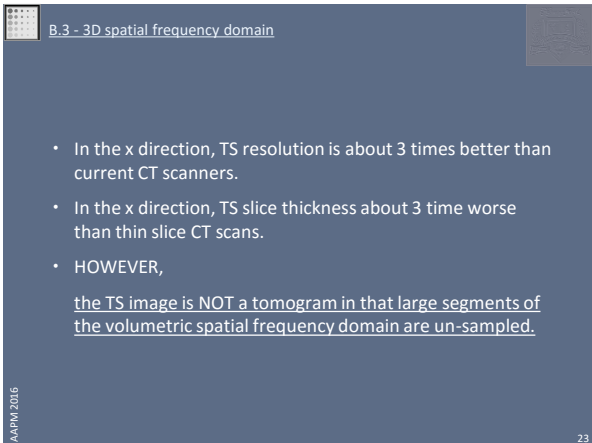 B.3 - 3D spatial frequency domain
• In the x direction, TS resolution is about 3 times better than
current CT scanners.
• In the x direction, TS slice thickness about 3 time worse
than thin slice CT scans.
• HOWEVER,
the TS image is NOT a tomogram in that large segments of
the volumetric spatial frequency domain are un-sampled.
AAPM 2016
23